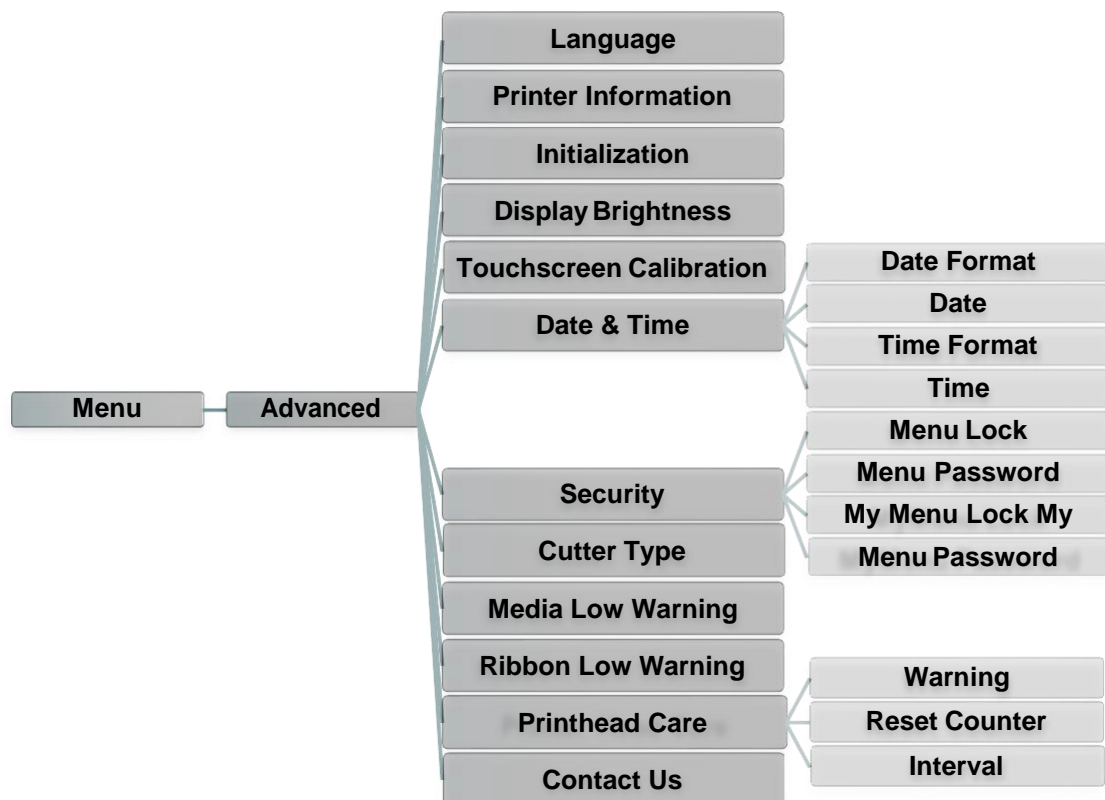 Language
Printer Information
Initialization
Display Brightness
Touchscreen Calibration
Date & Time
Date Format
Date
Time Format
Time
Menu
Advanced
Menu Lock
Security
Menu Password
My Menu Lock My
Menu Password
Cutter Type
Media Low Warning
Ribbon Low Warning
Printhead Care
Warning
Reset Counter
Interval
Contact Us